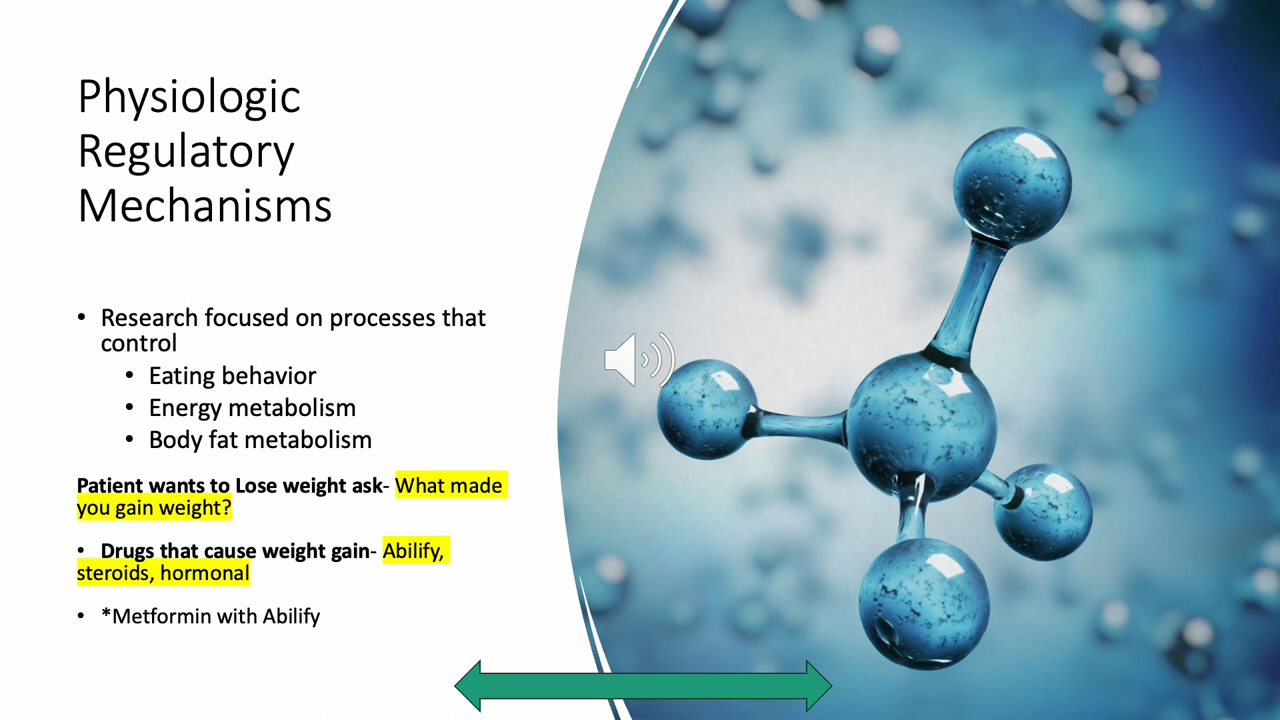 Physiologic
Regulatory
Mechanisms
• Research focused on processes that
control
• Eating behavior
• Energy metabolism
• Body fat metabolism
Patient wants to Lose weight ask- What made
you gain weight?
• Drugs that cause weight gain- Abilify,
steroids, hormonal
• *Metformin with Abilify